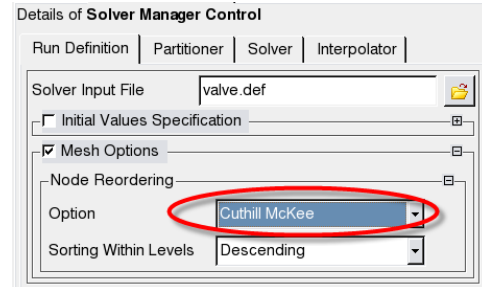 Details of Solver Manager Control
Run Definition Partitioner Solver Interpolator
Solver Input File valve.def
Initial Values Specification
Mesh Options
Node Reordering
Option Cuthill McKee
Sorting Within Levels Descending